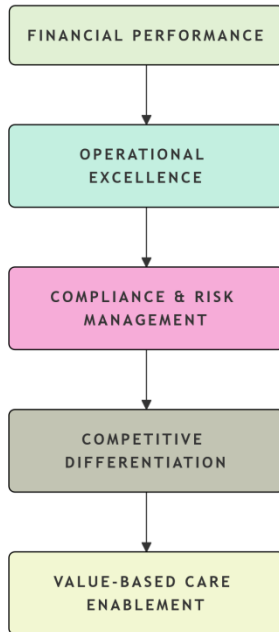 FINANCIAL PERFORMANCE
OPERATIONAL
EXCELLENCE
COMPLIANCE & RISK
MANAGEMENT
COMPETITIVE
DIFFERENTIATION
VALUE-BASED CARE
ENABLEMENT